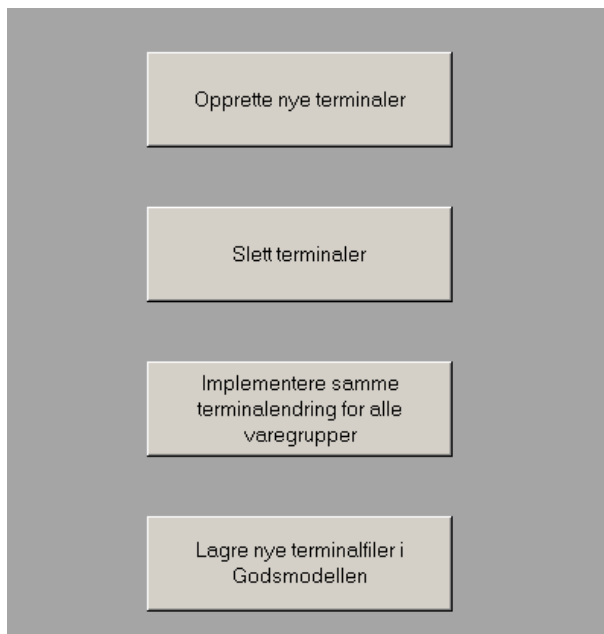 Opprette nye terminaler
Slett terminaler
Implementere samme
terminalendring for alle
varegrupper
Lagre nye terminalfiler i
Godsmodellen